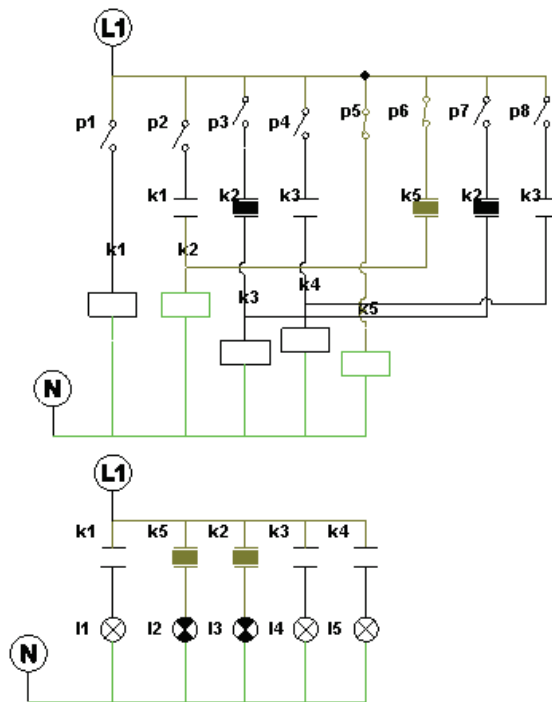 L1
p1 p2 p3 p4 p5 p6 p7 p8
k1 k2 k3 k5 k2 k3
k1 k2 k4
k3 k5
N
L1
k1 k5 k2 k3 k4
l1 l2 l3 l4 l5
N